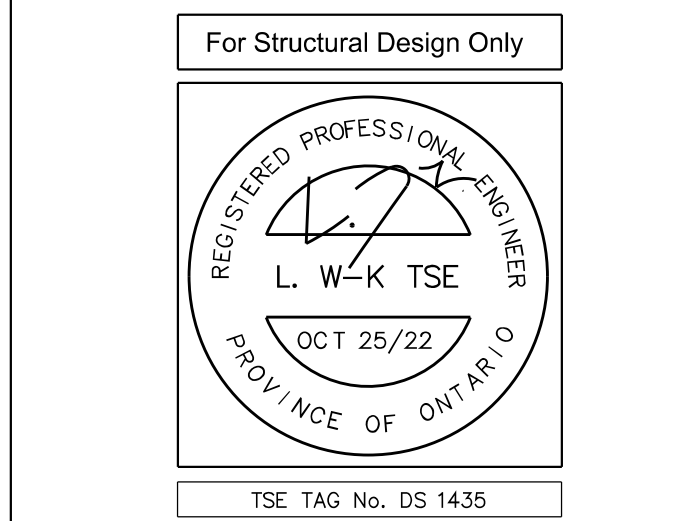 For Structural Design Only
REGISTERED PROFESSIONAL ENGINEER
L. W-K TSE
OCT 25/22
PROVINCE OF ONTARIO
TSE TAG No. DS 1435